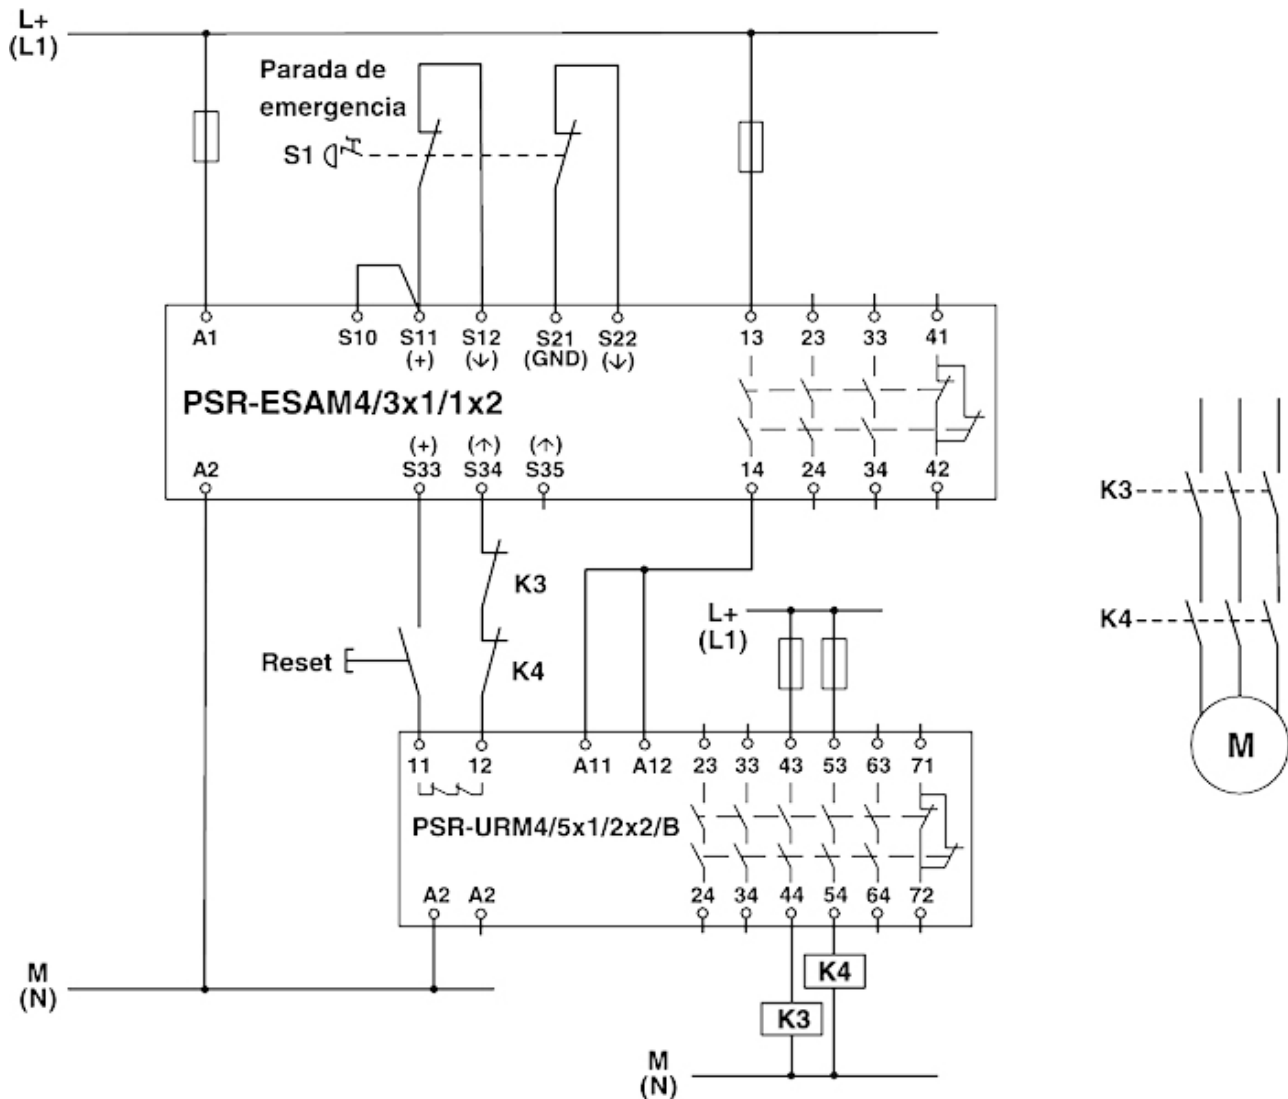 L+
(L1)
Parada de
emergencia
S1
A1 S10 S11 S12 S21 S22 13 23 33 41
(+) (↓) (GND) (↓)
PSR-ESAM4/3x1/1x2
(+) (↑) (↑)
A2 S33 S34 S35 14 24 34 42
K3
K3
L+
(L1)
K4
Reset
K4
11 12 A11 A12 23 33 43 53 63 71
M
PSR-URM4/5x1/2x2/B
A2 A2 24 34 44 54 64 72
M
(N)
K4
K3
M
(N)